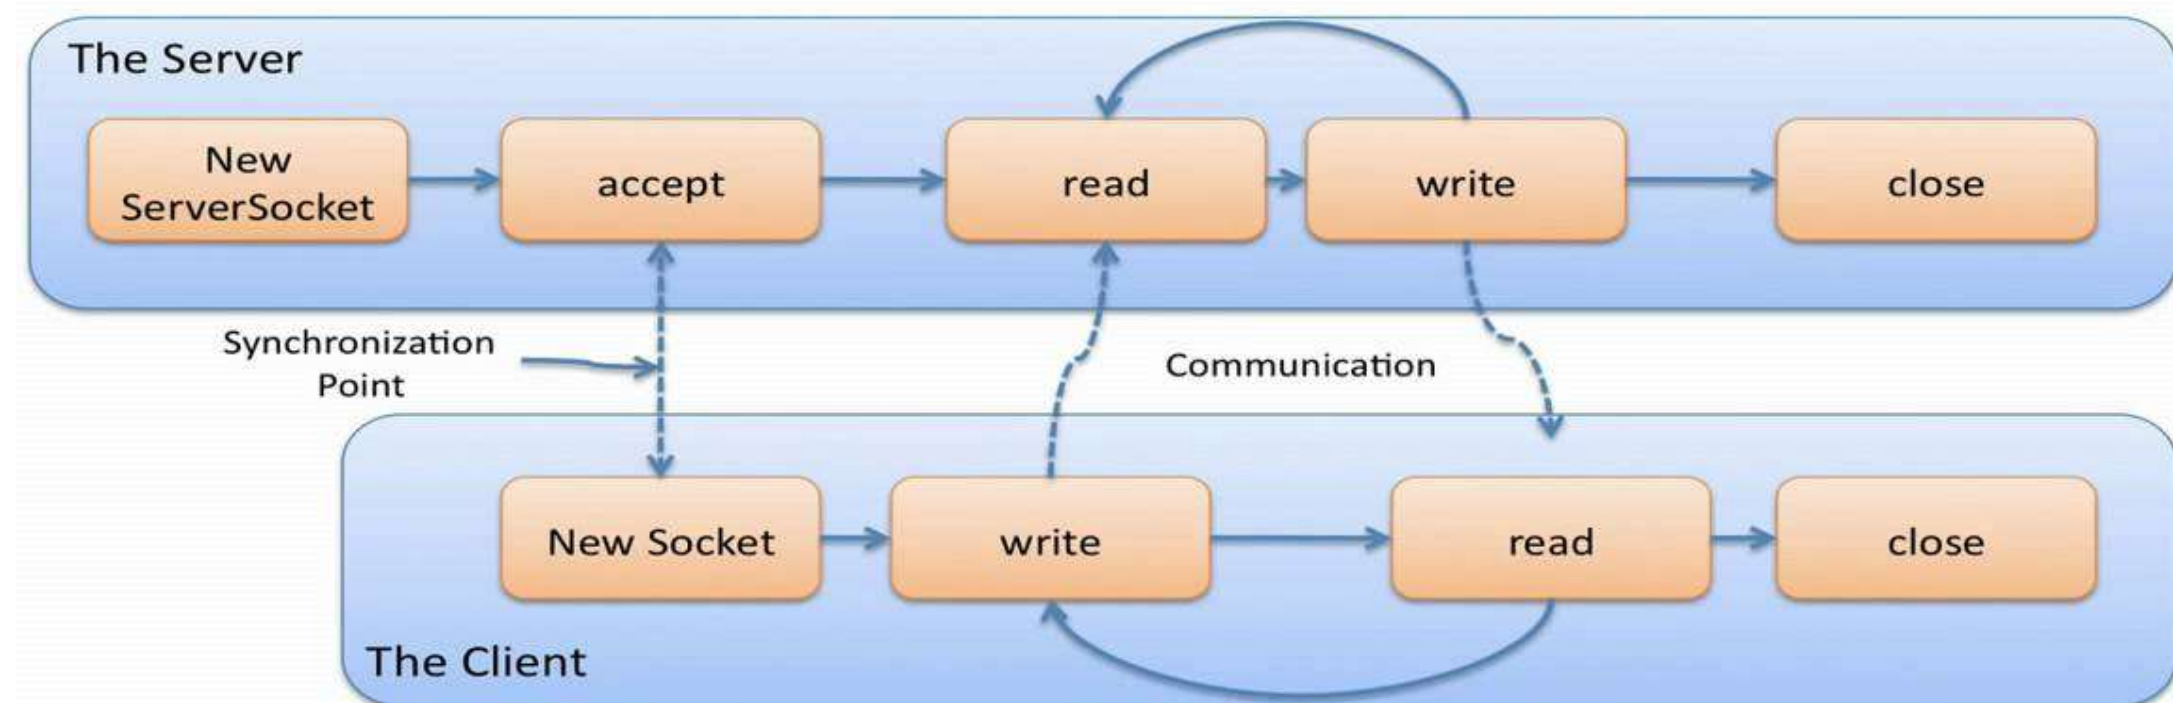 The Server
New
ServerSocket
accept
read
write
close
Synchronization
Point
Communication
New Socket
write
read
close
The Client